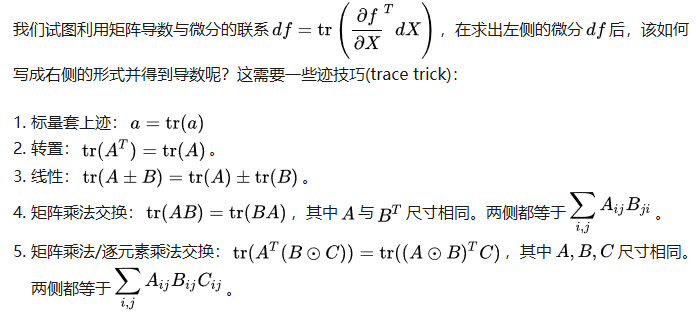 我们试图利用矩阵导数与微分的联系 $df = \mathrm{tr}\left(\frac{\partial f}{\partial X}^T dX\right)$ ，在求出左侧的微分 $df$ 后，该如何
写成右侧的形式并得到导数呢？这需要一些迹技巧(trace trick)：
1. 标量套上迹： $a = \mathrm{tr}(a)$
2. 转置： $\mathrm{tr}(A^T) = \mathrm{tr}(A)$ 。
3. 线性： $\mathrm{tr}(A \pm B) = \mathrm{tr}(A) \pm \mathrm{tr}(B)$ 。
4. 矩阵乘法交换： $\mathrm{tr}(AB) = \mathrm{tr}(BA)$ ，其中 $A$ 与 $B^T$ 尺寸相同。两侧都等于 $\sum_{i,j} A_{ij}B_{ji}$ 。
5. 矩阵乘法/逐元素乘法交换： $\mathrm{tr}(A^T(B \odot C)) = \mathrm{tr}((A \odot B)^T C)$ ，其中 $A, B, C$ 尺寸相同。
两侧都等于 $\sum_{i,j} A_{ij}B_{ij}C_{ij}$ 。